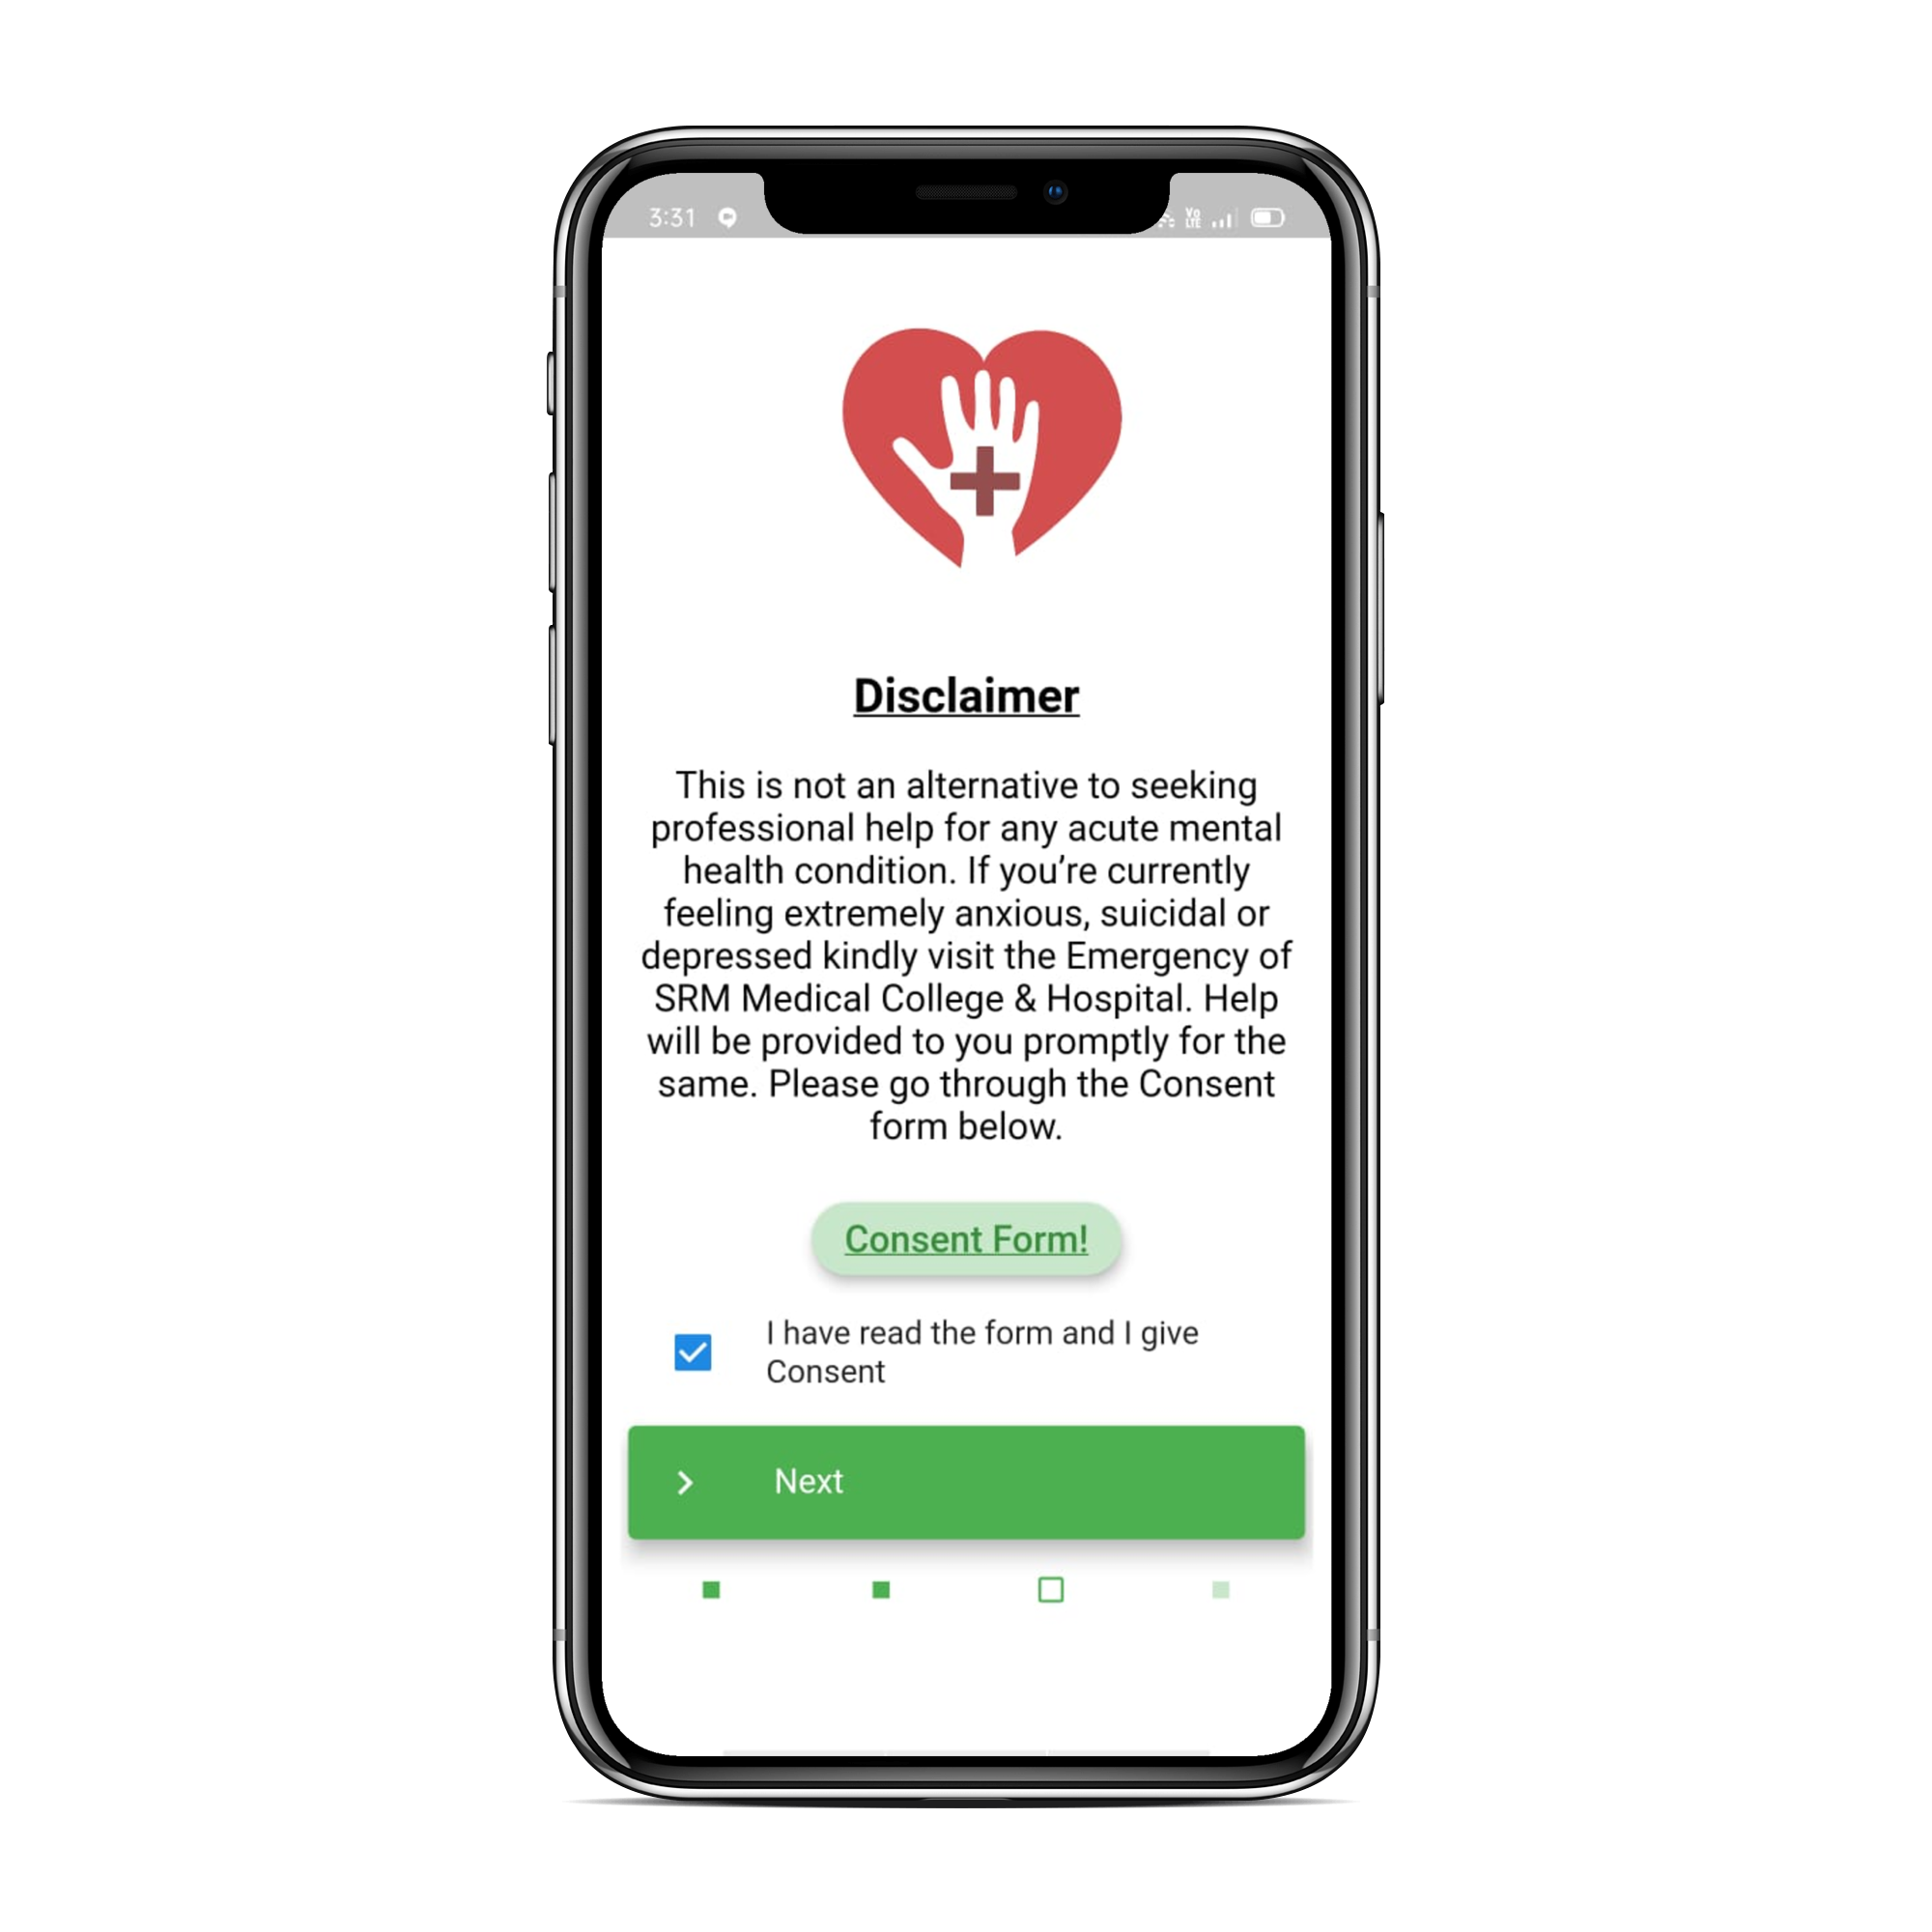 3:31
Vo LTE
Disclaimer
This is not an alternative to seeking
professional help for any acute mental
health condition. If you’re currently
feeling extremely anxious, suicidal or
depressed kindly visit the Emergency of
SRM Medical College & Hospital. Help
will be provided to you promptly for the
same. Please go through the Consent
form below.
Consent Form!
I have read the form and I give
Consent
Next